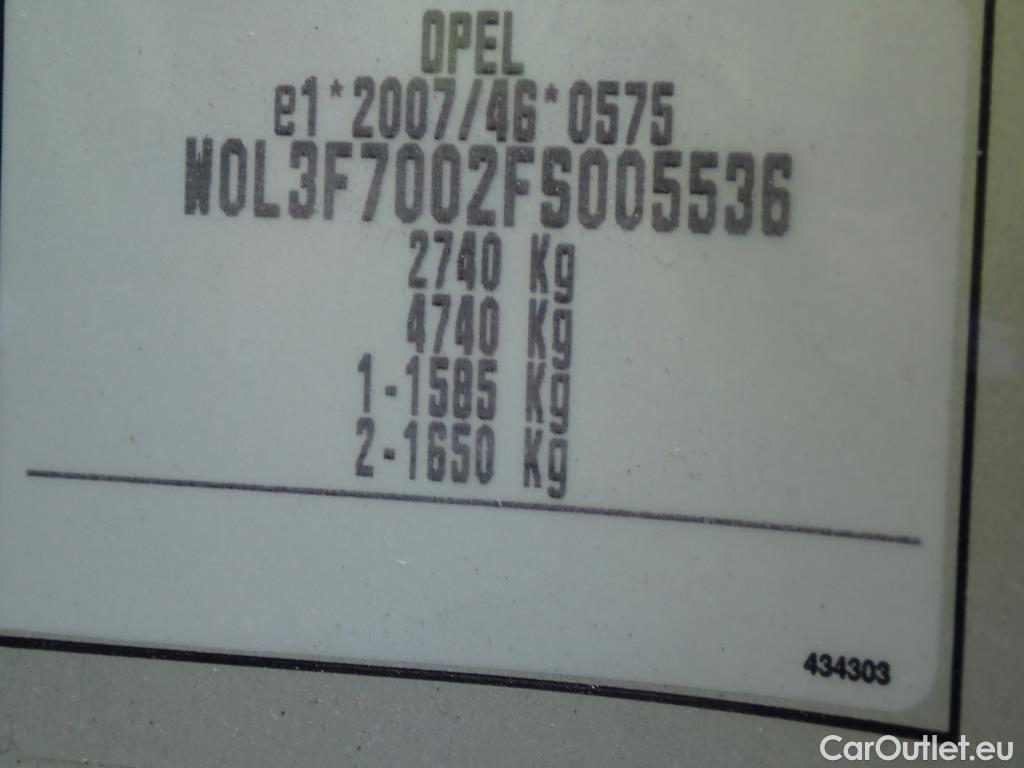 OPEL
e1*2007/46*0575
W0L3F7002FS005536
2740 Kg
4740 Kg
1-1585 Kg
2-1650 Kg
434303
CarOutlet.eu